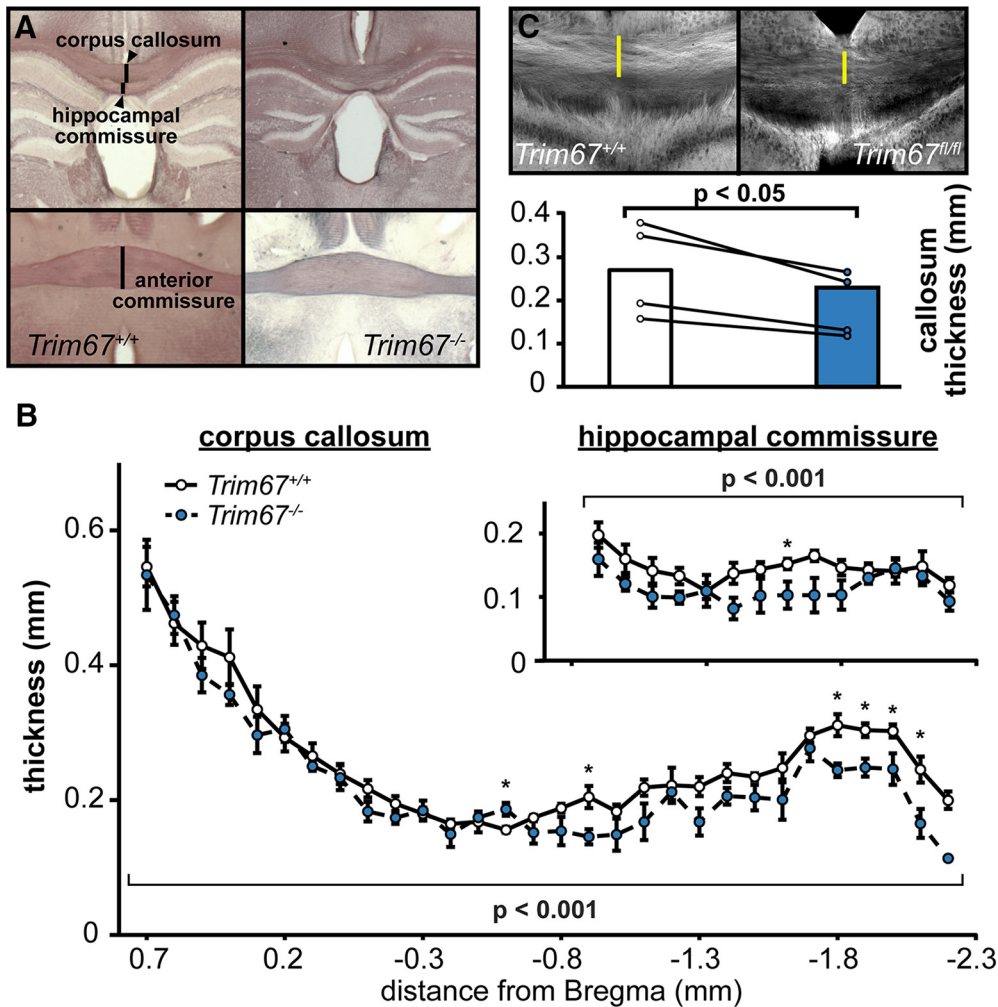 A
corpus callosum
hippocampal
commissure
anterior
commissure
Trim67+/+
Trim67-/-
C
Trim67+/+
Trim67fl/fl
p < 0.05
0.4
0.3
0.2
0.1
0
callosum
thickness (mm)
B
corpus callosum
hippocampal commissure
Trim67+/+
Trim67-/-
p < 0.001
0.2
0.1
0
*
0.6
0.4
0.2
0
thickness (mm)
* * * * * *
p < 0.001
0.7 0.2 -0.3 -0.8 -1.3 -1.8 -2.3
distance from Bregma (mm)